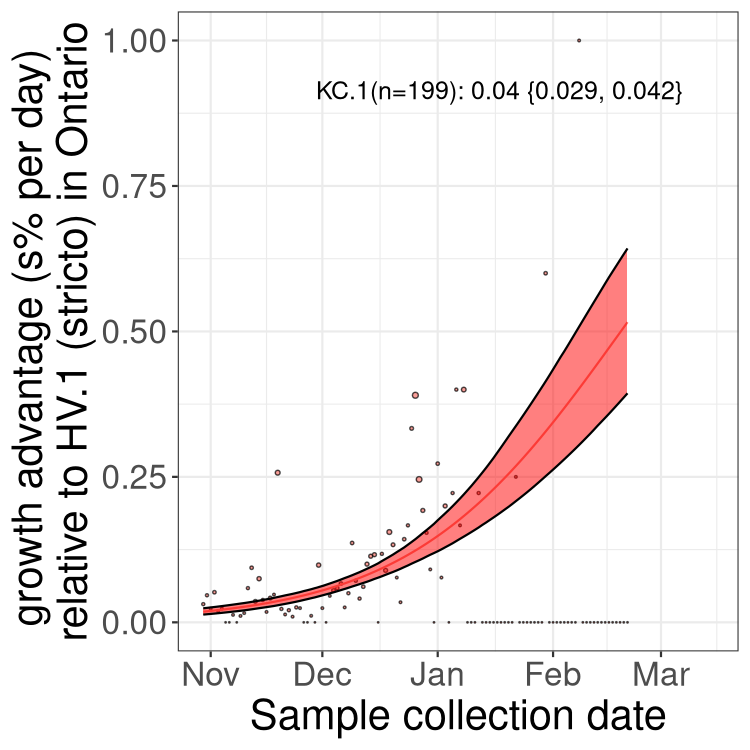 growth advantage (s% per day)
relative to HV.1 (stricto) in Ontario
1.00
0.75
0.50
0.25
0.00
KC.1(n=199): 0.04 {0.029, 0.042}
Nov Dec Jan Feb Mar
Sample collection date